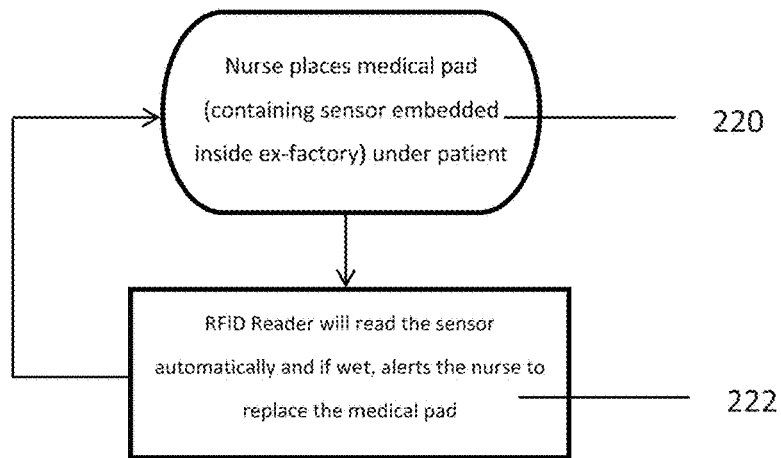 Nurse places medical pad
(containing sensor embedded
inside ex-factory) under patient
220
RFID Reader will read the sensor
automatically and if wet, alerts the nurse to
replace the medical pad
222